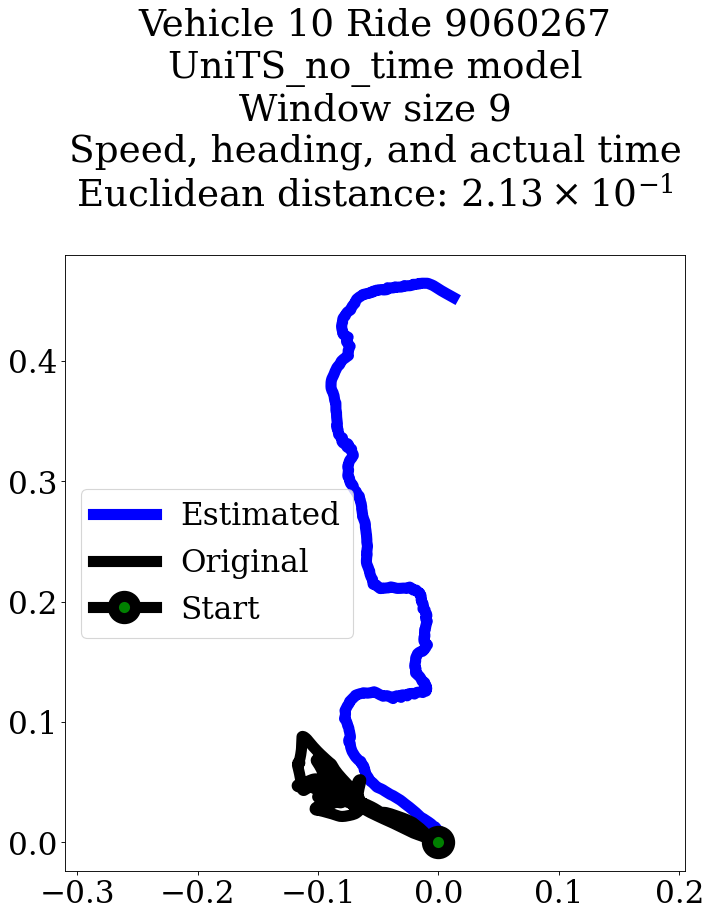 Vehicle 10 Ride 9060267
UniTS_no_time model
Window size 9
Speed, heading, and actual time
Euclidean distance: 2.13 × 10⁻¹
0.4
0.3
0.2
0.1
0.0
Estimated
Original
Start
−0.3 −0.2 −0.1 0.0 0.1 0.2